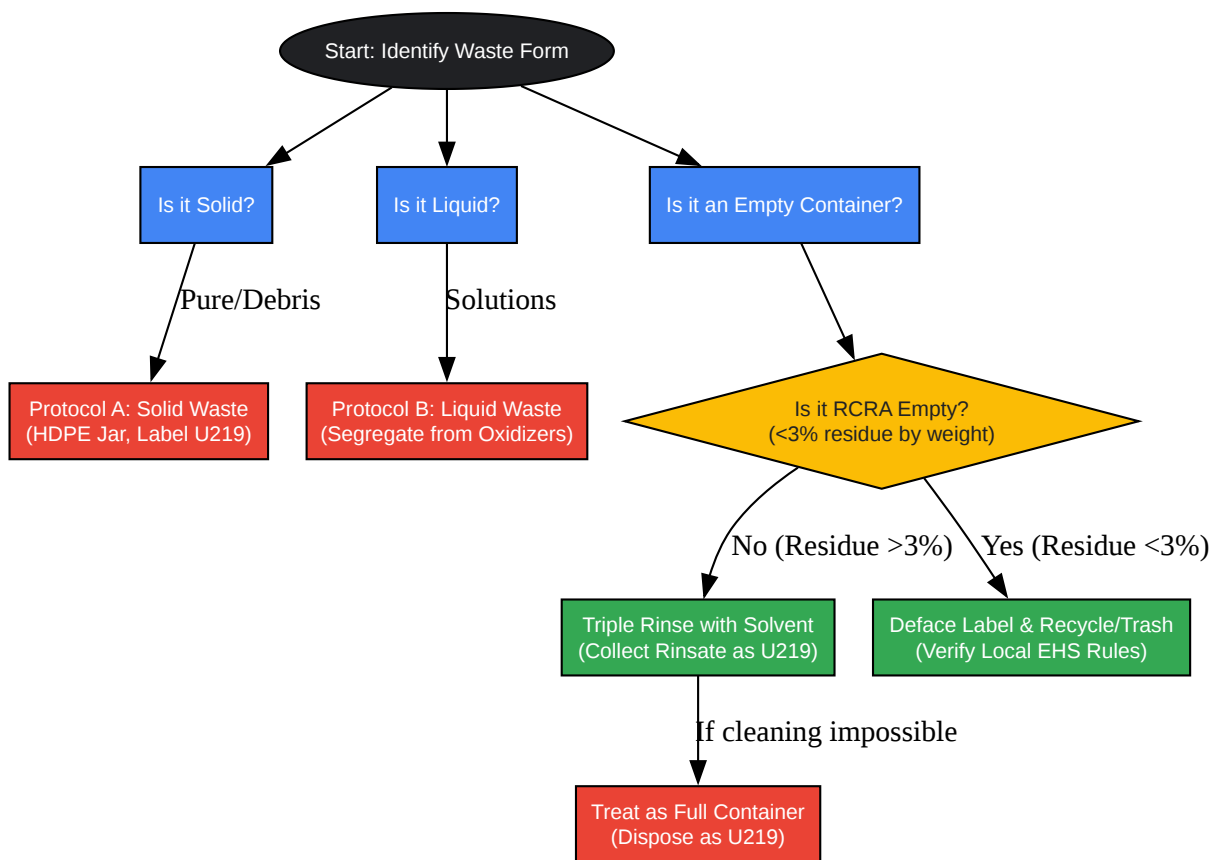 Start: Identify Waste Form
Is it Solid?
Is it Liquid?
Is it an Empty Container?
Pure/Debris
Solutions
Protocol A: Solid Waste
(HDPE Jar, Label U219)
Protocol B: Liquid Waste
(Segregate from Oxidizers)
Is it RCRA Empty?
(<3% residue by weight)
No (Residue >3%)
Yes (Residue <3%)
Triple Rinse with Solvent
(Collect Rinsate as U219)
Deface Label & Recycle/Trash
(Verify Local EHS Rules)
If cleaning impossible
Treat as Full Container
(Dispose as U219)